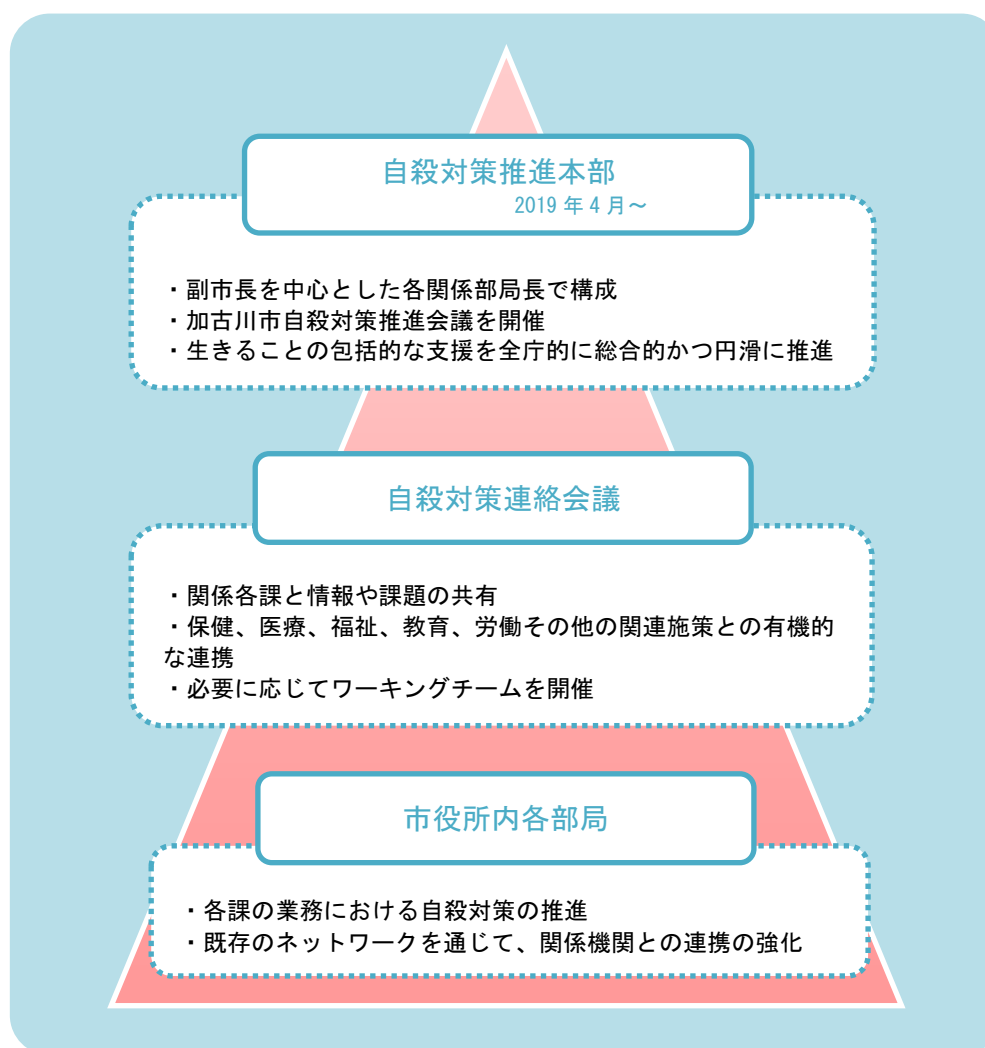 自殺対策推進本部
2019 年 4 月～
・副市長を中心とした各関係部局長で構成
・加古川市自殺対策推進会議を開催
・生きることの包括的な支援を全庁的に総合的かつ円滑に推進
自殺対策連絡会議
・関係各課と情報や課題の共有
・保健、医療、福祉、教育、労働その他の関連施策との有機的
な連携
・必要に応じてワーキングチームを開催
市役所内各部局
・各課の業務における自殺対策の推進
・既存のネットワークを通じて、関係機関との連携の強化